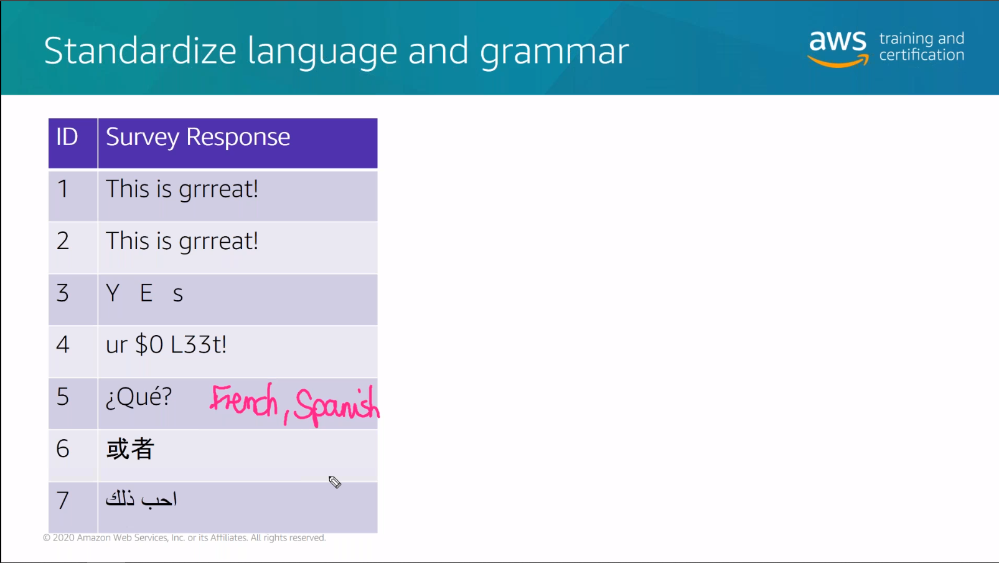 Standardize language and grammar
aws training and certification
ID Survey Response
1 This is grrreat!
2 This is grrreat!
3 Y E s
4 ur $0 L33t!
5 ¿Qué? French, Spanish
6 或者
7 احب ذلك
© 2020 Amazon Web Services, Inc. or its Affiliates. All rights reserved.